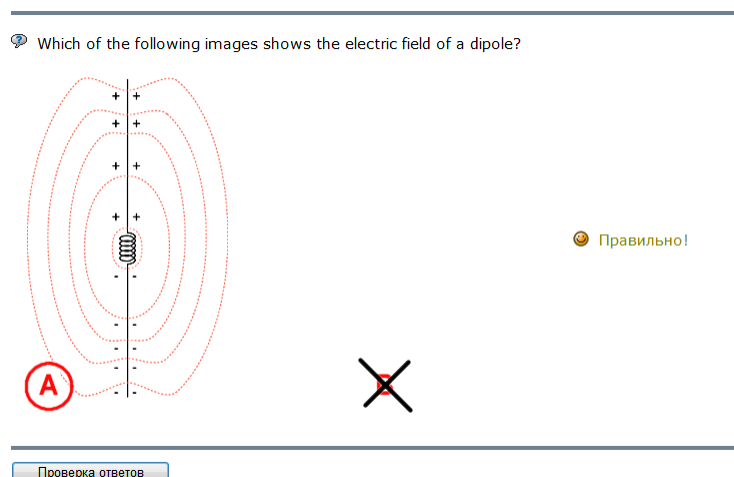 Which of the following images shows the electric field of a dipole?
+ +
+ +
+ +
+ +
- -
- -
- -
- -
- -
A
Правильно!
Проверка ответов